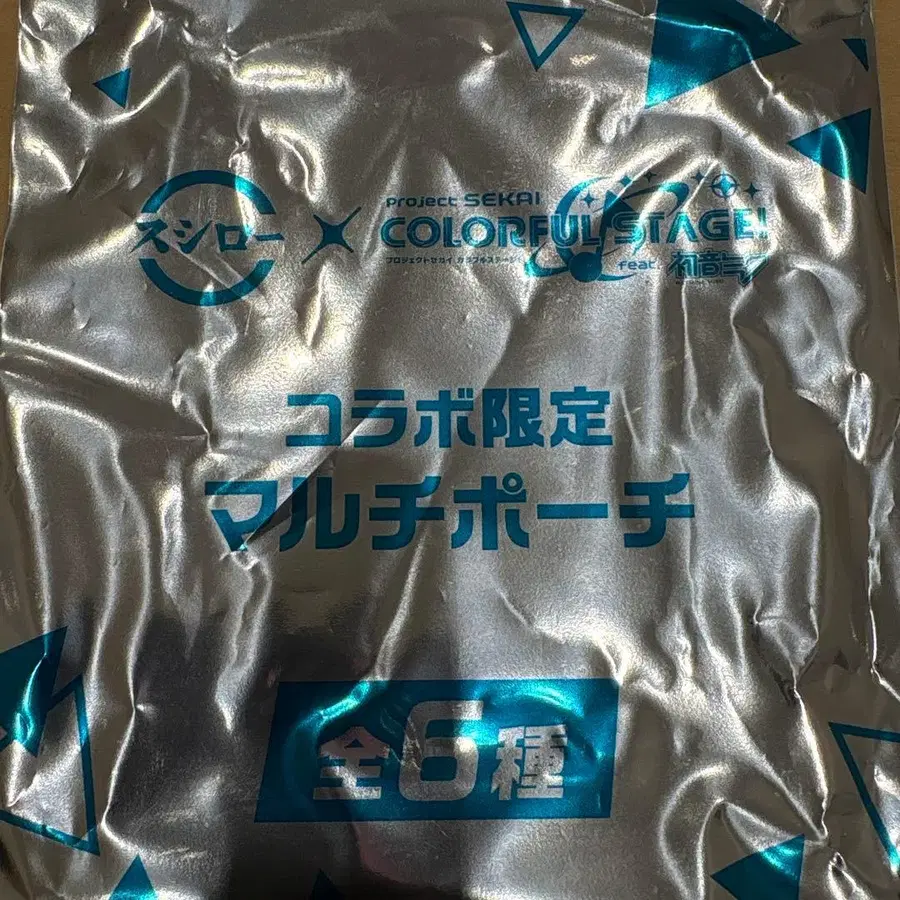 スシロー
Project SEKAI
COLORFUL STAGE!
プロジェクトセカイ カラフルステージ!
feat. 初音ミク
コラボ限定
マルチポーチ
全6種